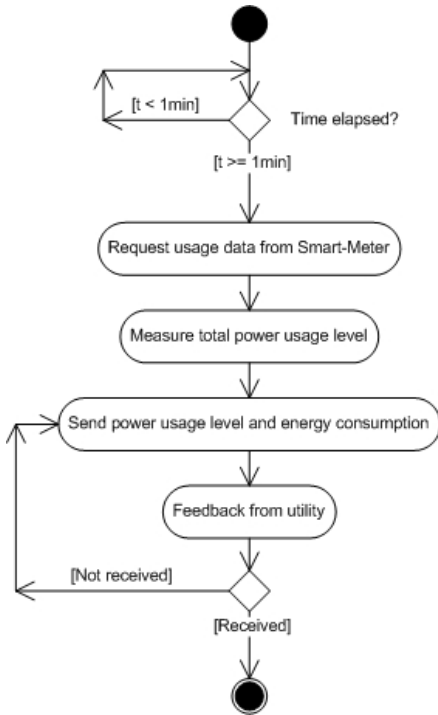 [t < 1min]
Time elapsed?
[t >= 1min]
Request usage data from Smart-Meter
Measure total power usage level
Send power usage level and energy consumption
Feedback from utility
[Not received]
[Received]